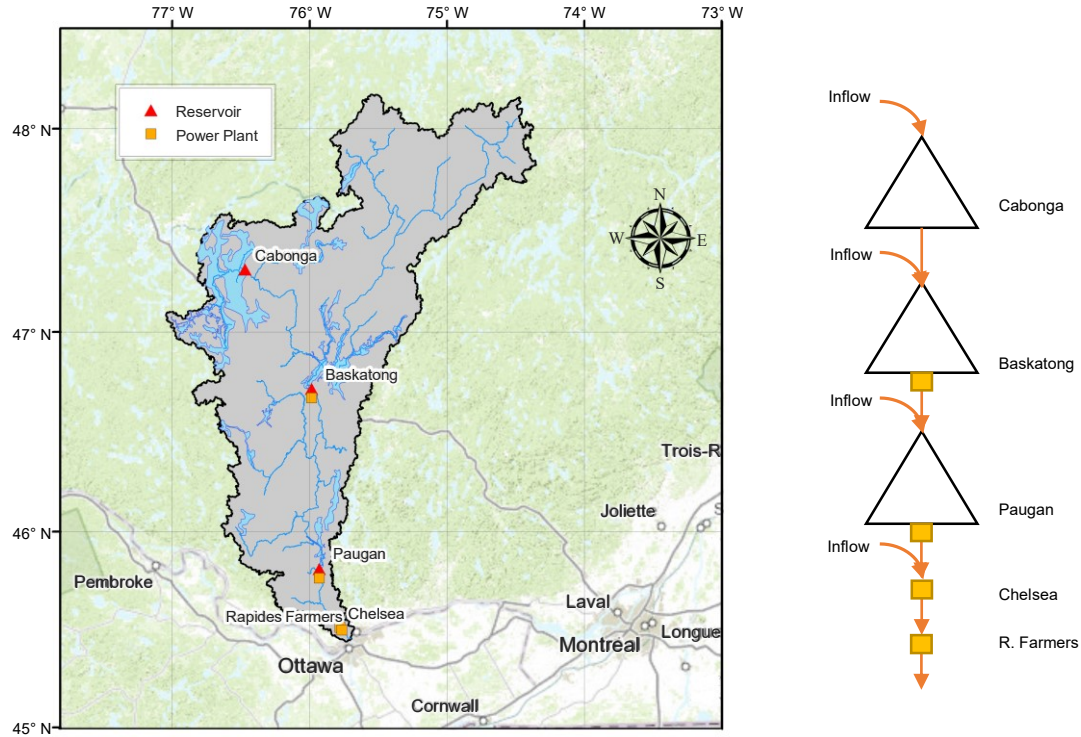 77° W
76° W
75° W
74° W
73° W
48° N
47° N
46° N
45° N
Reservoir
Power Plant
N
W
E
S
Cabonga
Baskatong
Trois-R
Joliette
Paugan
Pembroke
Laval
Rapides Farmers
Chelsea
Longue
Montréal
Ottawa
Cornwall
Inflow
Cabonga
Inflow
Baskatong
Inflow
Paugan
Inflow
Chelsea
R. Farmers